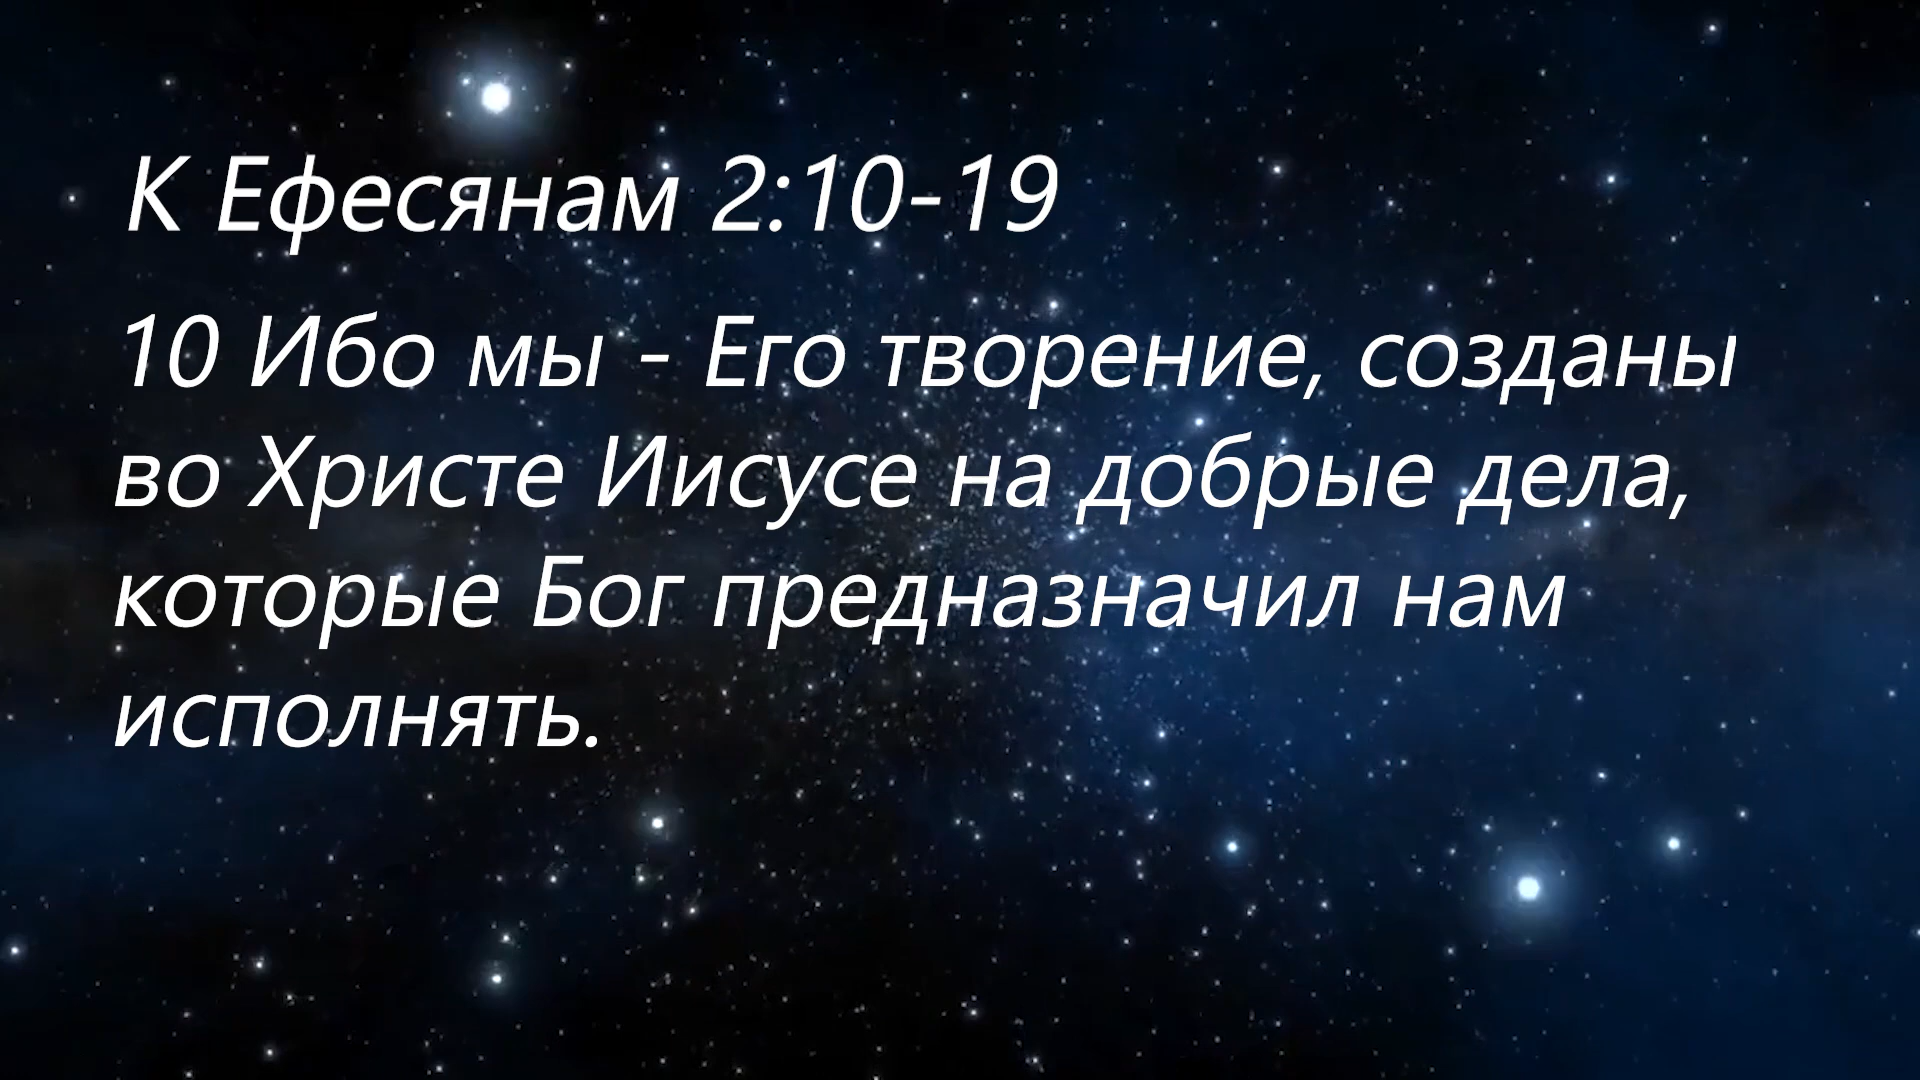 К Ефесянам 2:10-19
10 Ибо мы - Его творение, созданы
во Христе Иисусе на добрые дела,
которые Бог предназначил нам
исполнять.